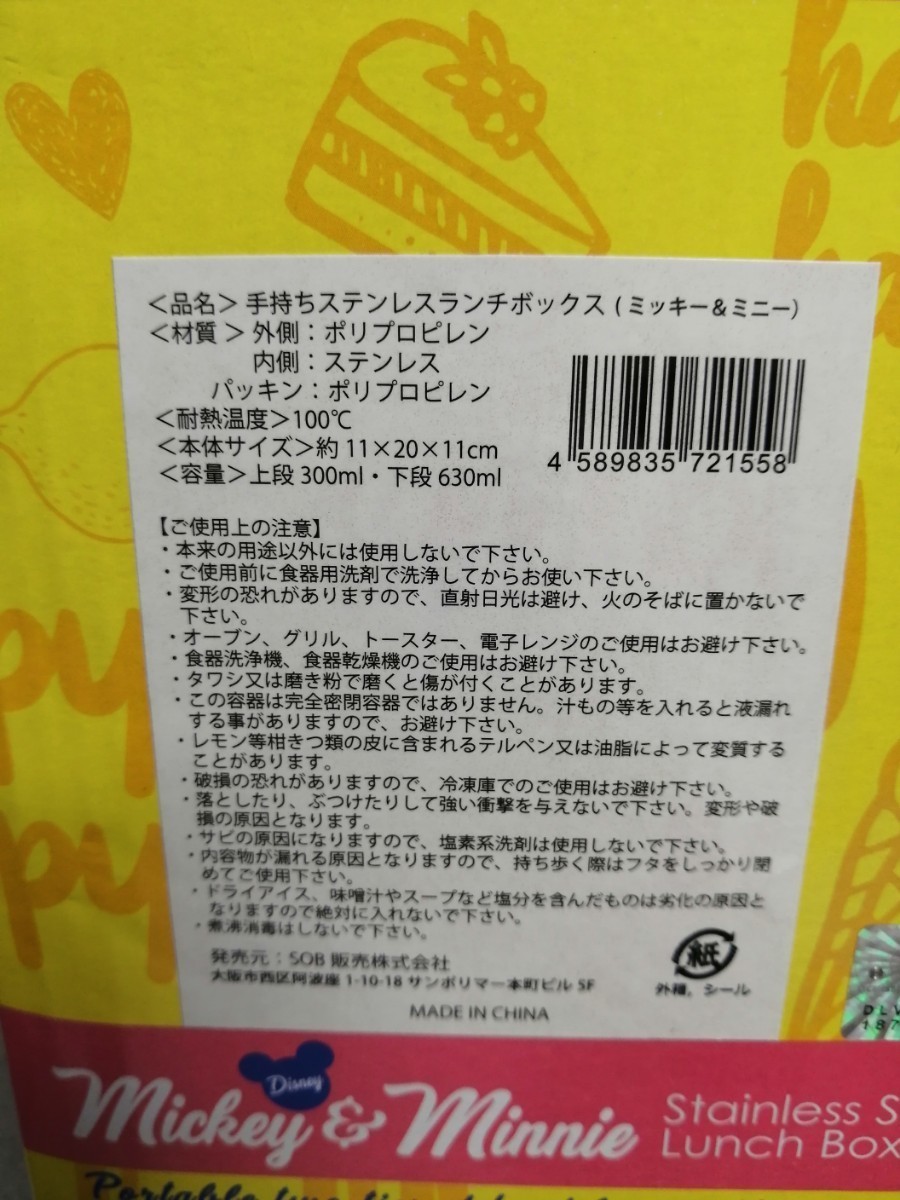 ＜品名＞手持ちステンレスランチボックス(ミッキー&ミニー)
＜材質＞外側：ポリプロピレン
内側：ステンレス
パッキン：ポリプロピレン
＜耐熱温度＞100℃
＜本体サイズ＞約11×20×11cm
＜容量＞上段300ml・下段630ml
4 589835 721558
【ご使用上の注意】
・本来の用途以外には使用しないで下さい。
・ご使用前に食器用洗剤で洗浄してからお使い下さい。
・変形の恐れがありますので、直射日光は避け、火のそばに置かないで
下さい。
・オーブン、グリル、トースター、電子レンジのご使用はお避け下さい。
・食器洗浄機、食器乾燥機のご使用はお避け下さい。
・タワシ又は磨き粉で磨くと傷が付くことがあります。
・この容器は完全密閉容器ではありません。汁もの等を入れると液漏れ
する事がありますので、お避け下さい。
・レモン等柑きつ類の皮に含まれるテルペン又は油脂によって変質する
ことがあります。
・破損の恐れがありますので、冷凍庫でのご使用はお避け下さい。
・落としたり、ぶつけたりして強い衝撃を与えないで下さい。変形や破
損の原因となります。
・サビの原因になりますので、塩素系洗剤は使用しないで下さい。
・内容物が漏れる原因となりますので、持ち歩く際はフタをしっかり閉
めてご使用下さい。
・ドライアイス、味噌汁やスープなど塩分を含んだものは劣化の原因と
なりますので絶対に入れないで下さい。
・煮沸消毒はしないで下さい。
発売元：SOB販売株式会社
大阪市西区阿波座1-10-18 サンポリマー本町ビル5F
紙
外箱，シール
MADE IN CHINA
Disney
Mickey & Minnie
Stainless S
Lunch Box
Portable